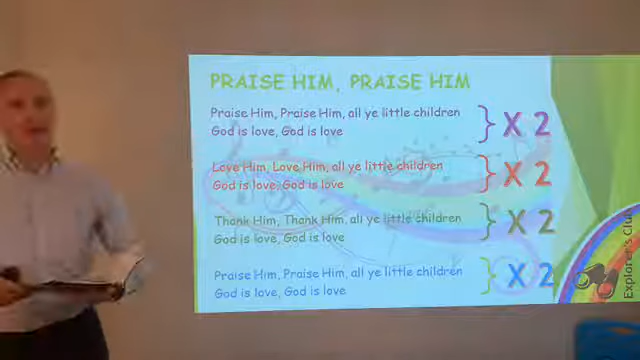 PRAISE HIM, PRAISE HIM
Praise Him, Praise Him, all ye little children
God is love, God is love
} X 2
Love Him, Love Him, all ye little children
God is love, God is love
} X 2
Thank Him, Thank Him, all ye little children
God is love, God is love
} X 2
Praise Him, Praise Him, all ye little children
God is love, God is love
} X 2
Explorer's Club